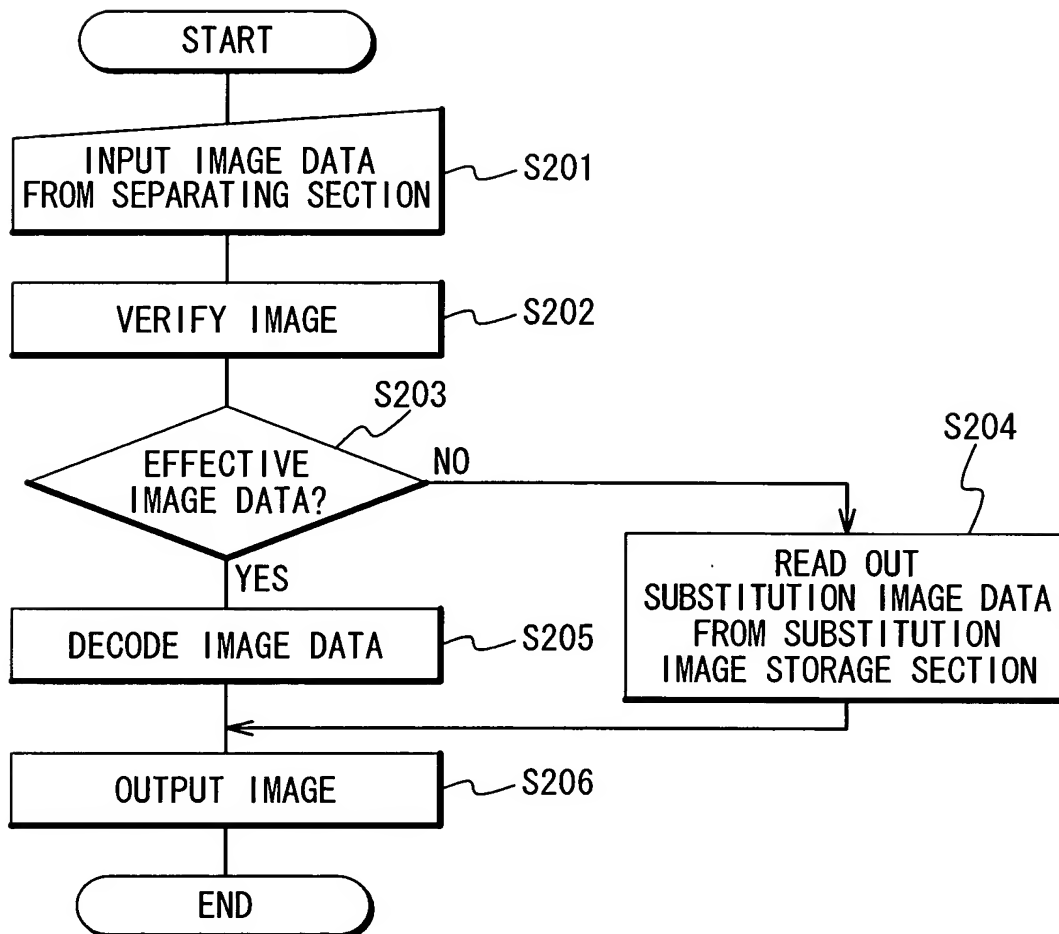 START
INPUT IMAGE DATA
FROM SEPARATING SECTION
S201
VERIFY IMAGE
S202
S203
EFFECTIVE
IMAGE DATA?
NO
YES
S204
READ OUT
SUBSTITUTION IMAGE DATA
FROM SUBSTITUTION
IMAGE STORAGE SECTION
DECODE IMAGE DATA
S205
OUTPUT IMAGE
S206
END